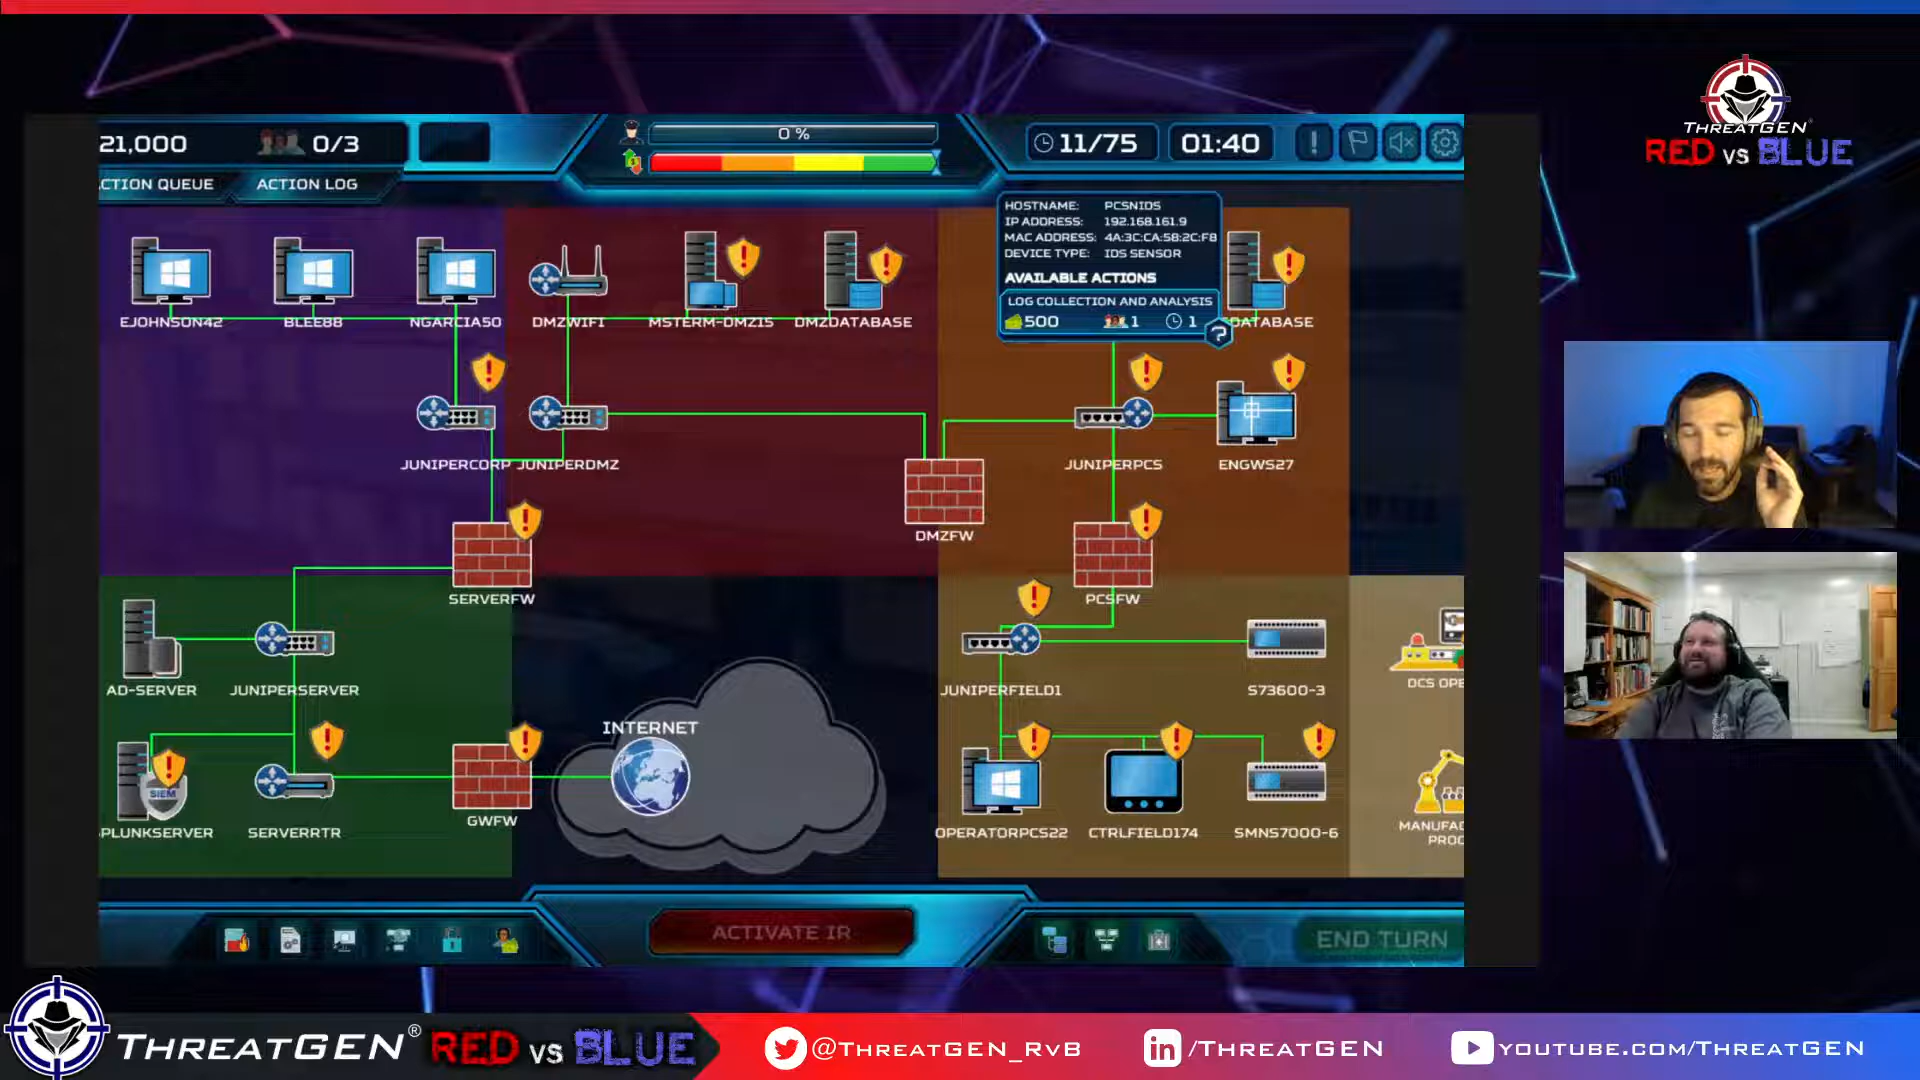 THREATGEN®
RED VS BLUE
21,000
0/3
0 %
11/75
01:40
CTION QUEUE
ACTION LOG
HOSTNAME: PCSNIDS
IP ADDRESS: 192.168.161.9
MAC ADDRESS: 4A:3C:CA:58:2C:F8
DEVICE TYPE: IDS SENSOR
AVAILABLE ACTIONS
LOG COLLECTION AND ANALYSIS
500 1 1
?
EJOHNSON42
BLEE88
NGARCIA50
DMZWIFI
MSTERM-DMZ15
DMZDATABASE
DATABASE
JUNIPERCORP
JUNIPERDMZ
JUNIPERPCS
ENGWS27
DMZFW
SERVERFW
PCSFW
AD-SERVER
JUNIPERSERVER
JUNIPERFIELD1
S73600-3
DCS OPE
INTERNET
SIEM
PLUNKSERVER
SERVERRTR
GWFW
OPERATORPCS22
CTRLFIELD174
SMNS7000-6
MANUFAC
PROC
ACTIVATE IR
END TURN
THREATGEN® RED VS BLUE
@THREATGEN_RVB
in /THREATGEN
YOUTUBE.COM/THREATGEN